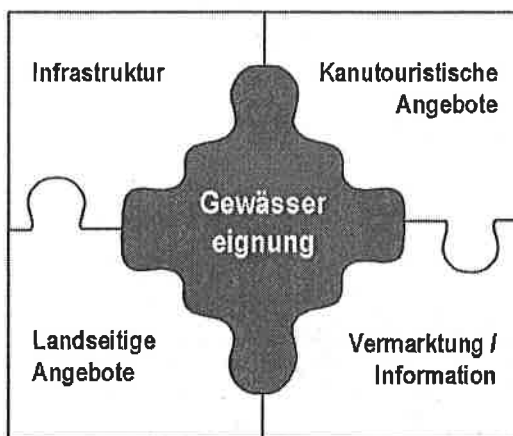 Infrastruktur
Kanutouristische
Angebote
Gewässer
eignung
Landseitige
Angebote
Vermarktung /
Information